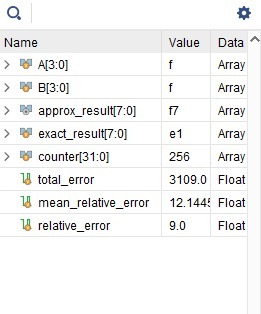 Name Value Data
A[3:0] f Array
B[3:0] f Array
approx_result[7:0] f7 Array
exact_result[7:0] e1 Array
counter[31:0] 256 Array
total_error 3109.0 Float
mean_relative_error 12.1445 Float
relative_error 9.0 Float